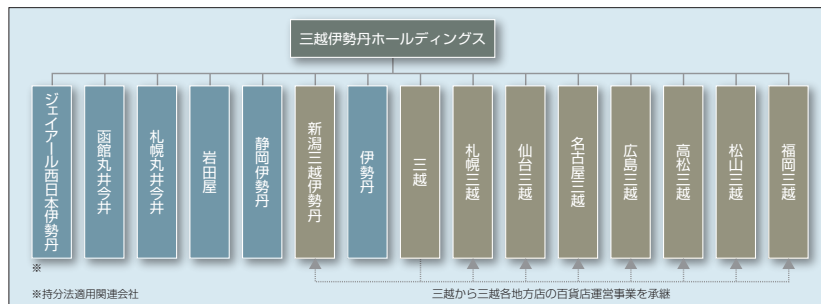 三越伊勢丹ホールディングス
ジェイアール西日本伊勢丹
函館丸井今井
札幌丸井今井
岩田屋
静岡伊勢丹
新潟三越伊勢丹
伊勢丹
三越
札幌三越
仙台三越
名古屋三越
広島三越
高松三越
松山三越
福岡三越
※
※持分法適用関連会社
三越から三越各地方店の百貨店運営事業を承継